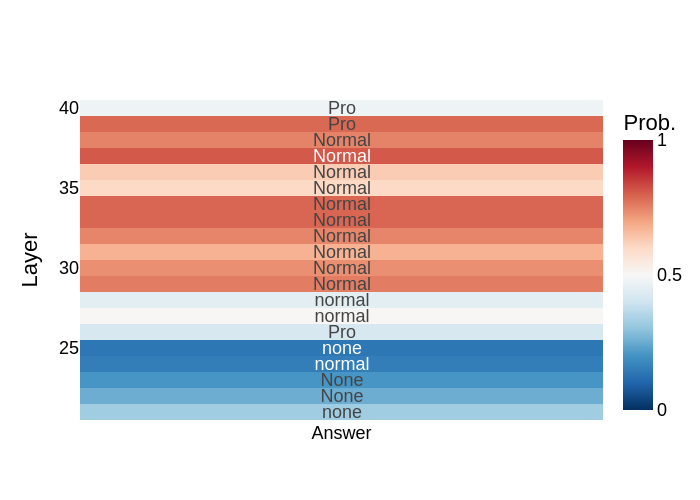 40
Pro
Pro
Normal
Normal
Normal
35
Normal
Normal
Normal
Normal
Normal
30
Normal
Normal
normal
normal
Pro
25
none
normal
None
None
none
Answer
Layer
Prob.
1
0.5
0